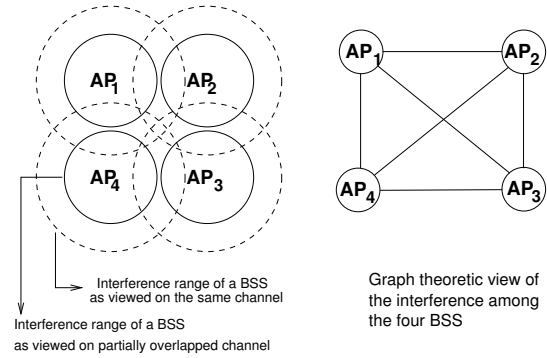 AP1 AP2
AP4 AP3
Interference range of a BSS
as viewed on the same channel
Interference range of a BSS
as viewed on partially overlapped channel
AP1 AP2
AP4 AP3
Graph theoretic view of
the interference among
the four BSS